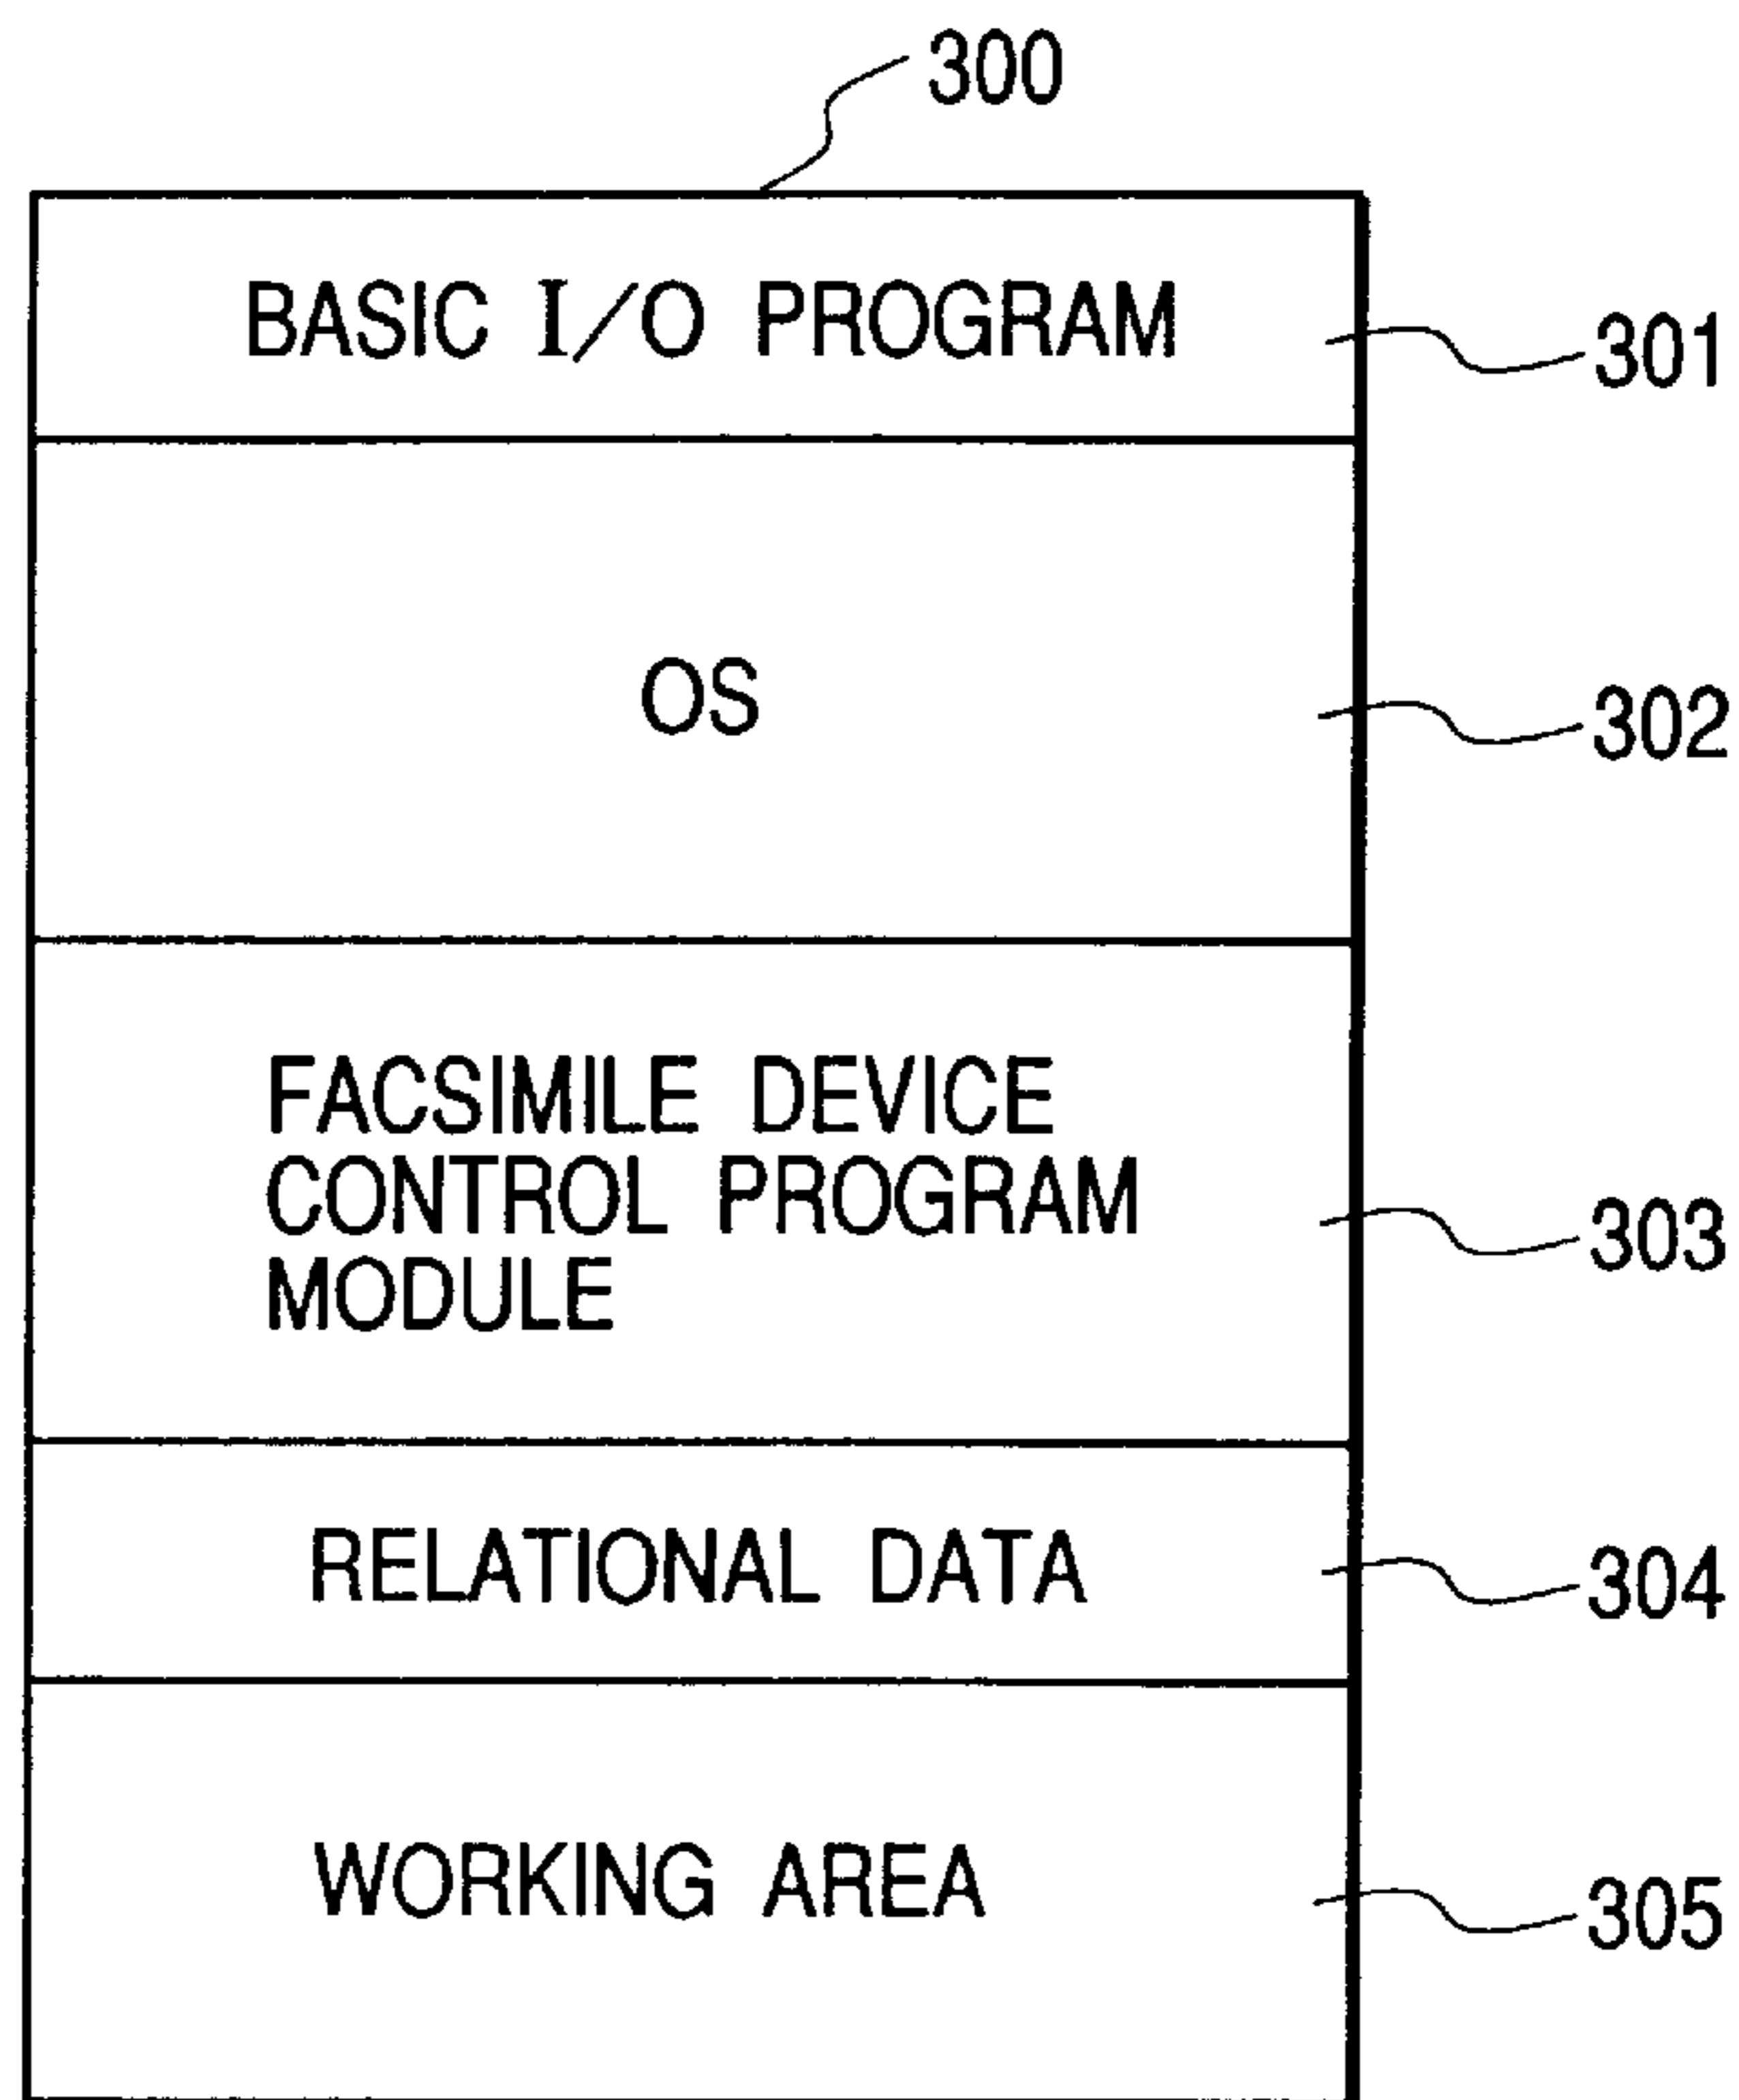 300
BASIC I/O PROGRAM
301
OS
302
FACSIMILE DEVICE
CONTROL PROGRAM
MODULE
303
RELATIONAL DATA
304
WORKING AREA
305